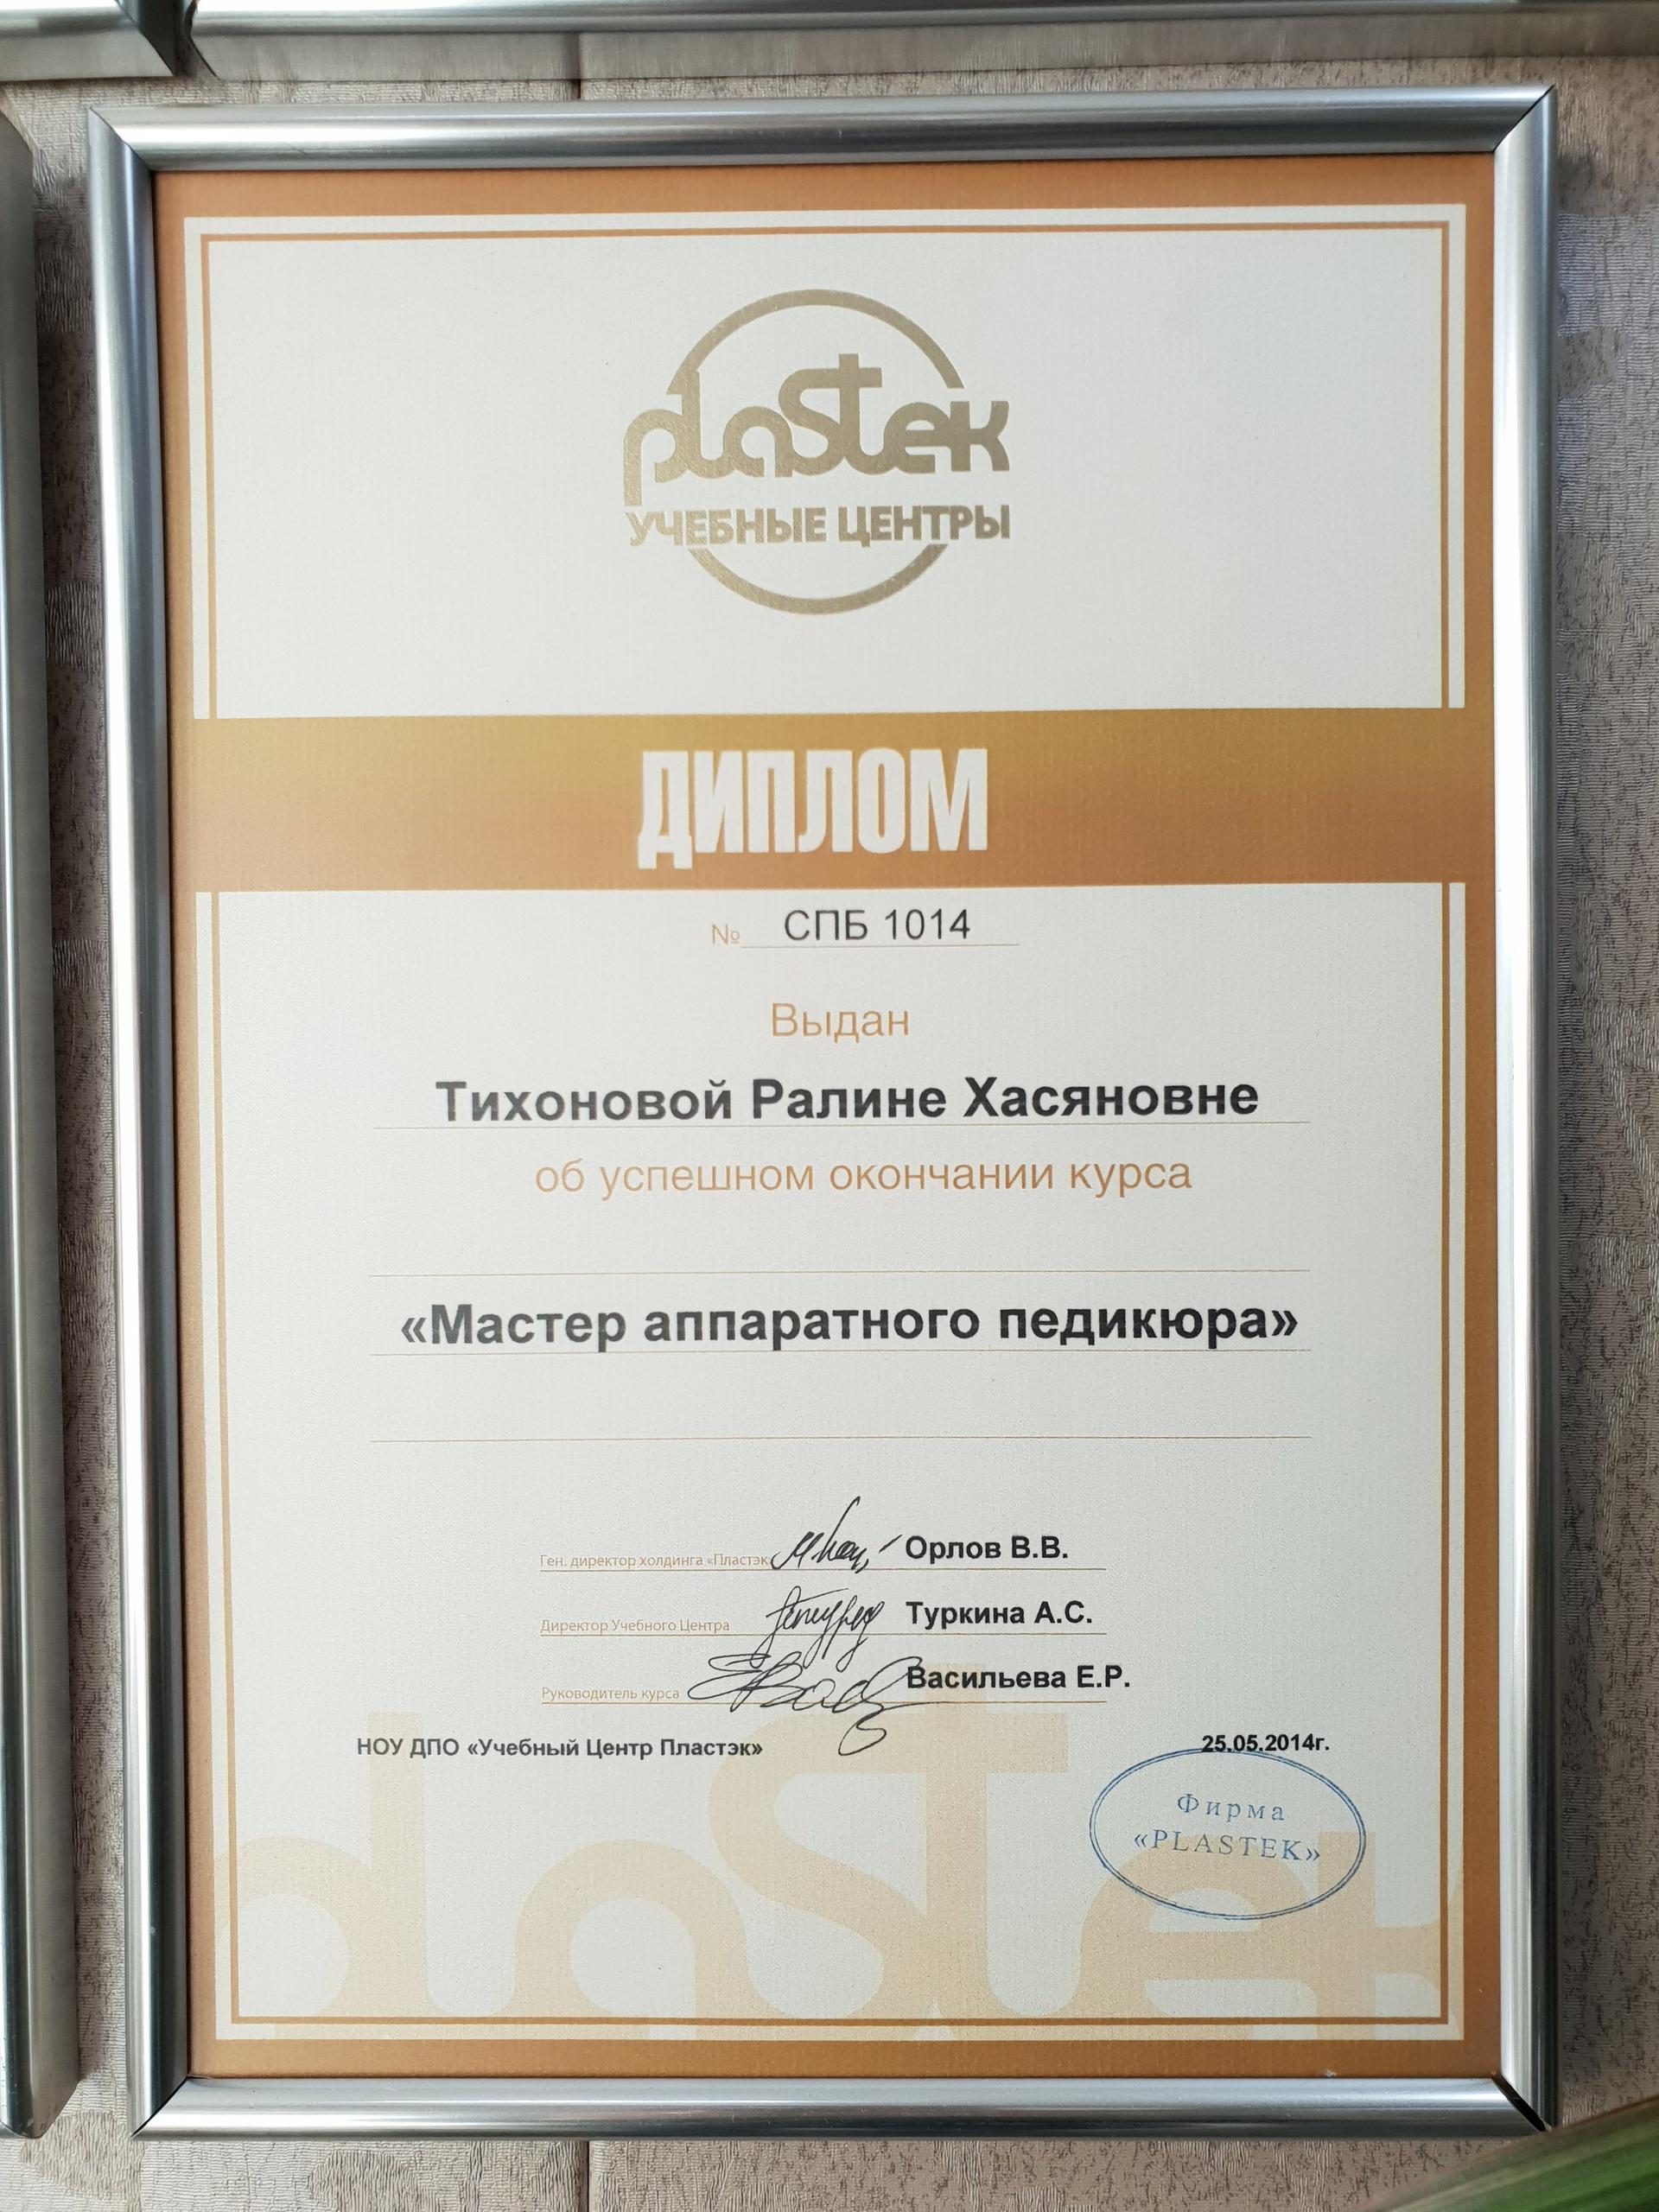 plastek
УЧЕБНЫЕ ЦЕНТРЫ
ДИПЛОМ
№ СПБ 1014
Выдан
Тихоновой Ралине Хасяновне
об успешном окончании курса
«Мастер аппаратного педикюра»
Ген. директор холдинга «Пластэк Орлов В.В.
Директор Учебного Центра Туркина А.С.
Руководитель курса Васильева Е.Р.
НОУ ДПО «Учебный Центр Пластэк» 25.05.2014г.
Фирма
«PLASTEK»
plastek